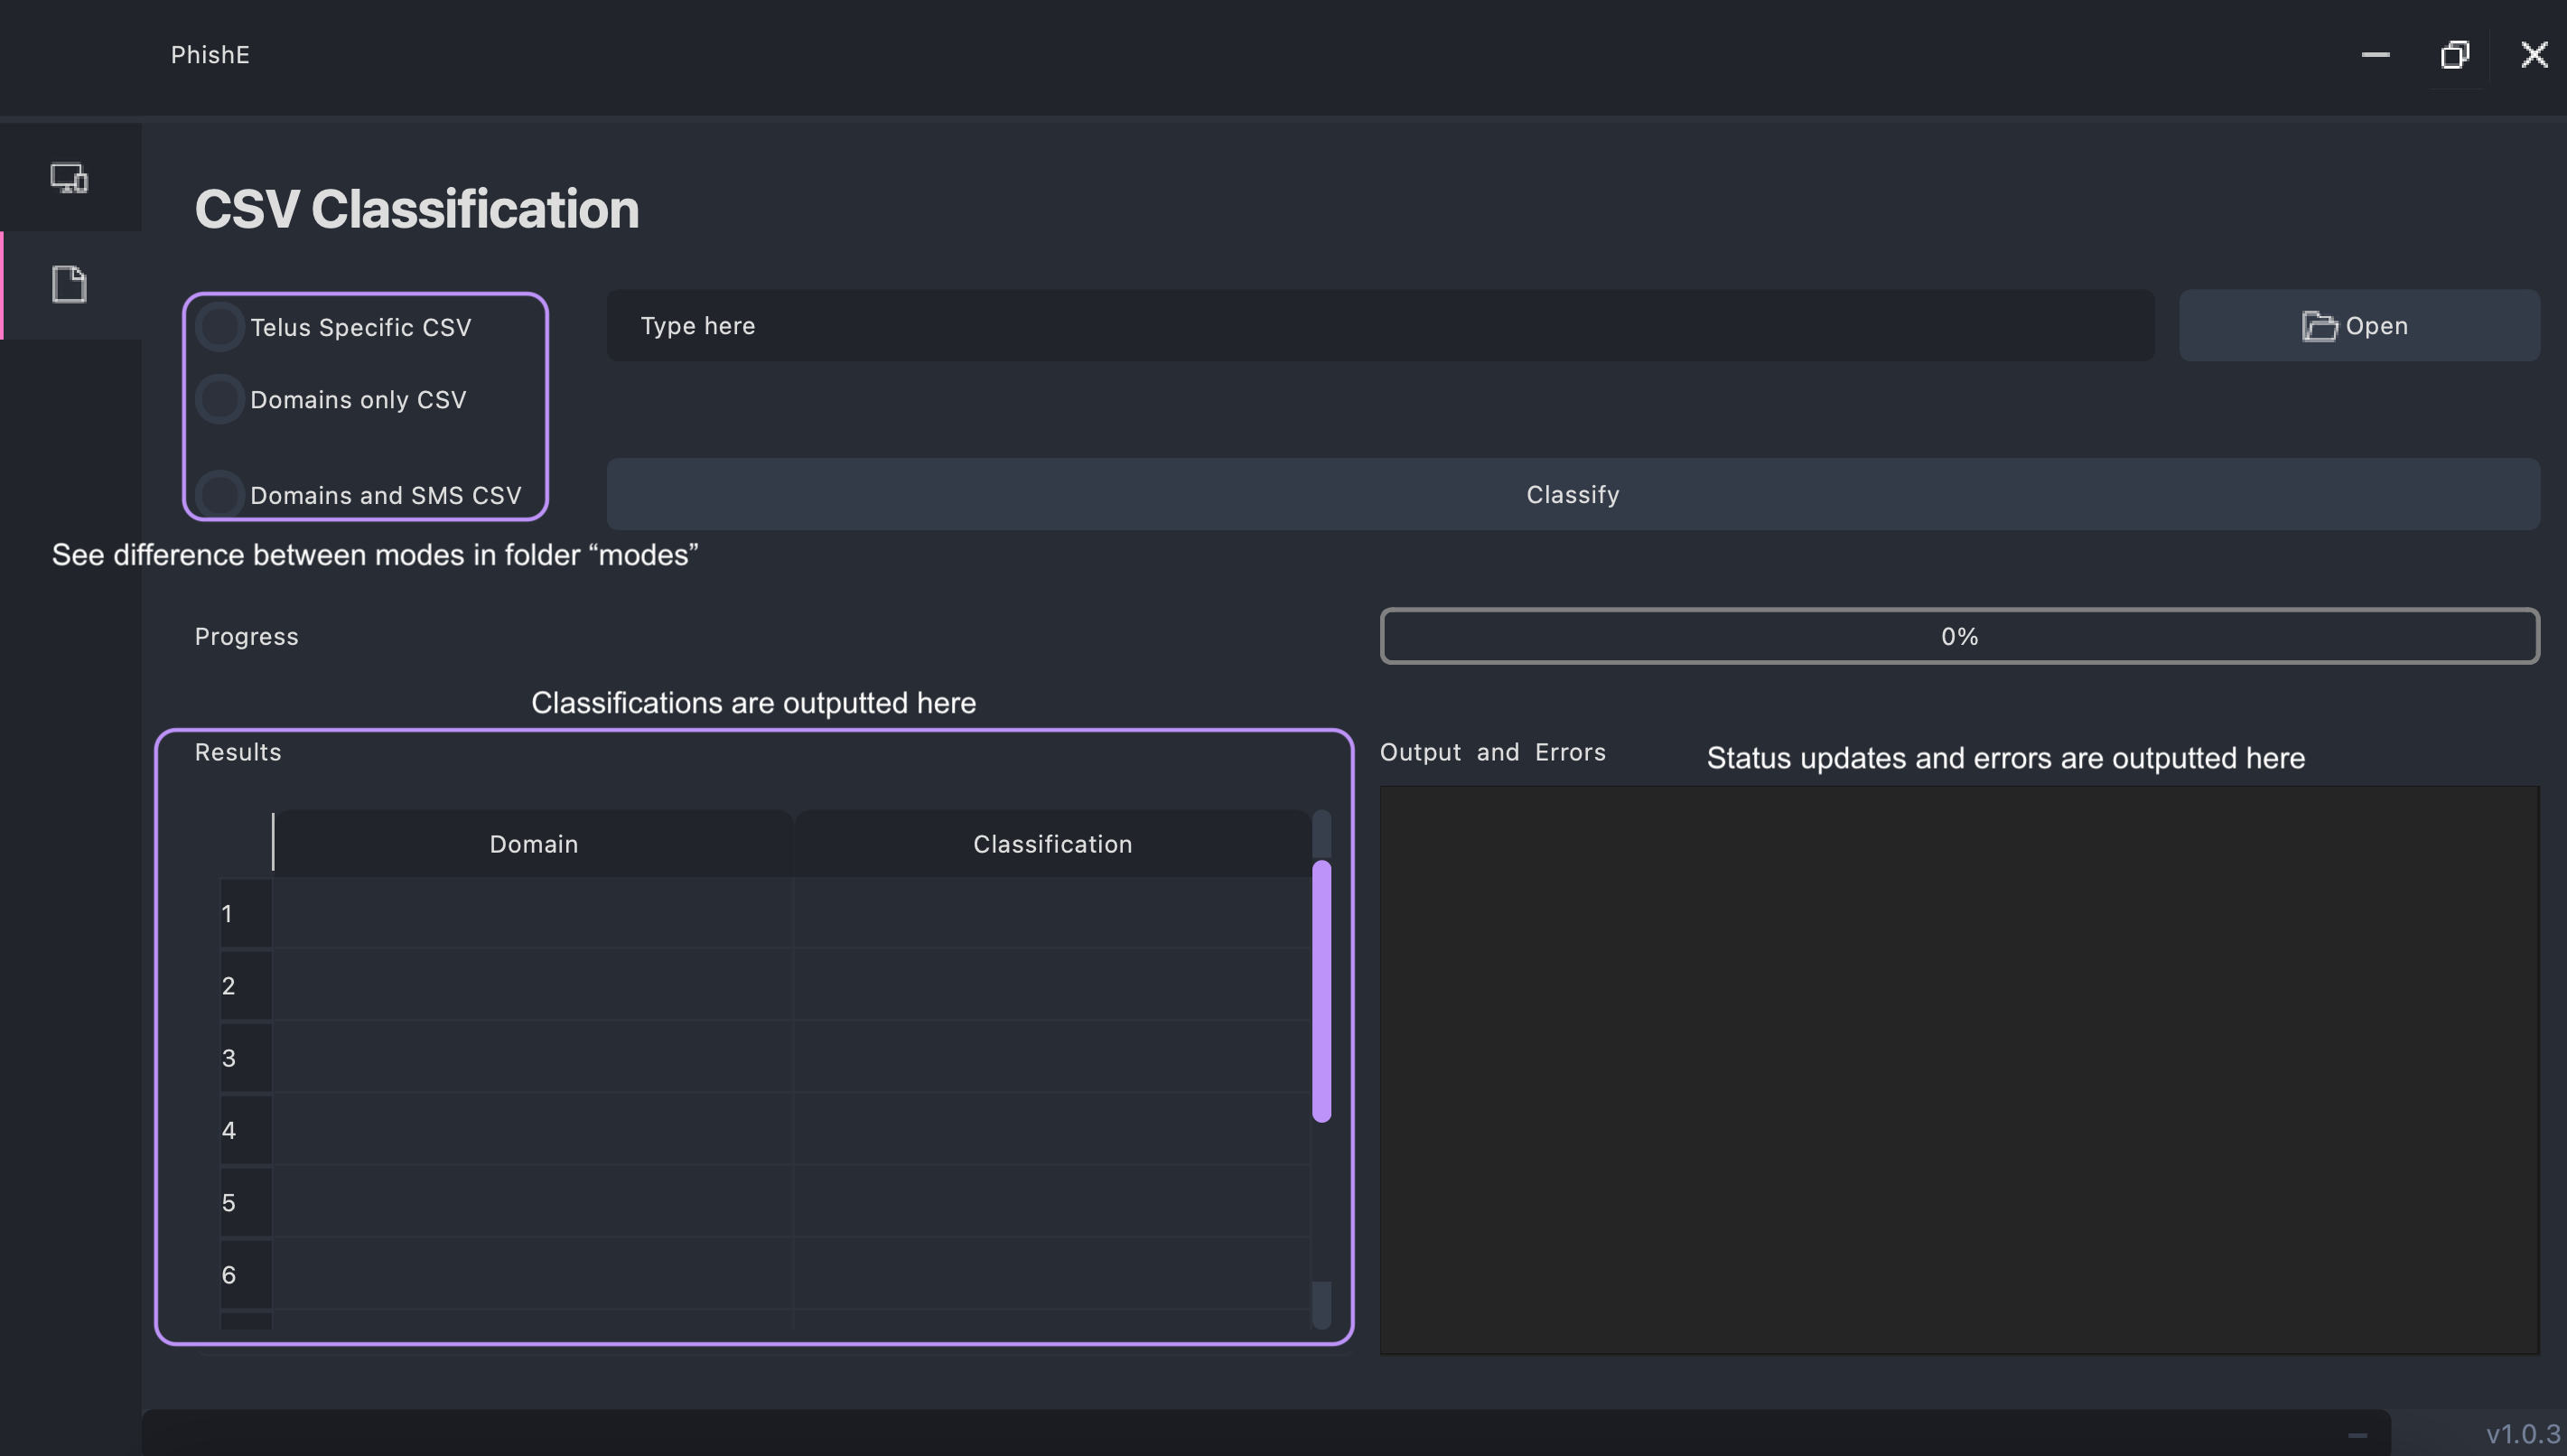 PhishE
CSV Classification
Telus Specific CSV
Type here
Open
Domains only CSV
Domains and SMS CSV
Classify
See difference between modes in folder “modes”
Progress
0%
Classifications are outputted here
Results
Output and Errors
Status updates and errors are outputted here
Domain
Classification
1
2
3
4
5
6
v1.0.3